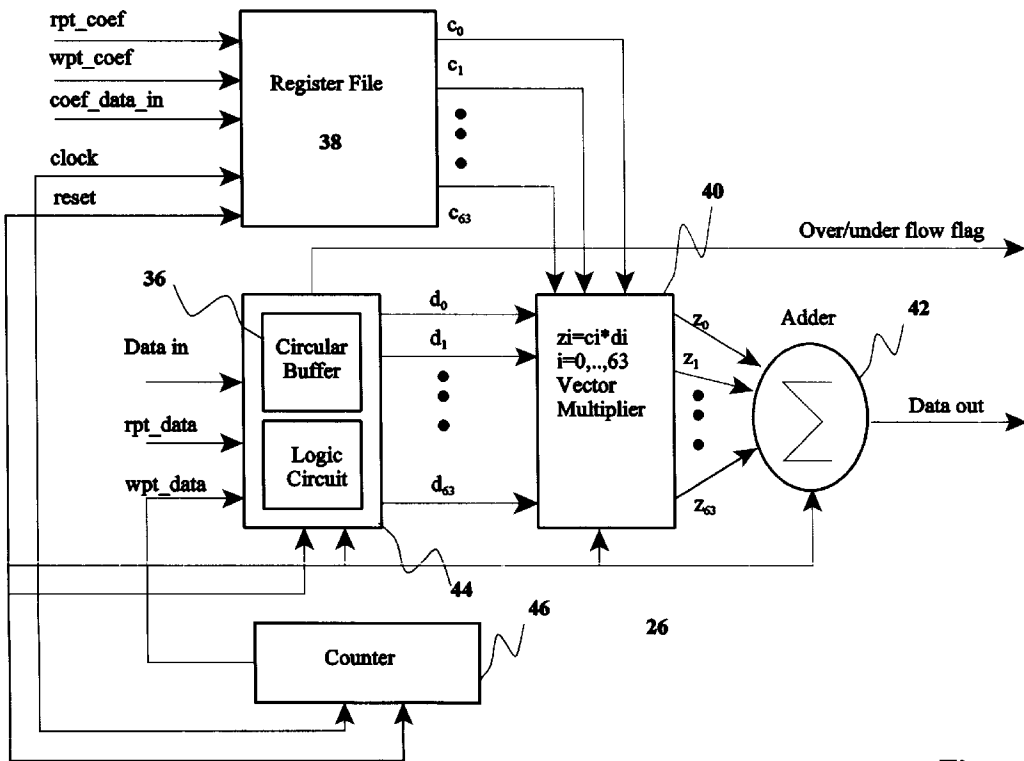 rpt_coef
wpt_coef
coef_data_in
clock
reset
Register File
38
c0
c1
c63
40
Over/under flow flag
36
Data in
rpt_data
wpt_data
Circular
Buffer
Logic
Circuit
d0
d1
d63
zi=ci*di
i=0,..,63
Vector
Multiplier
z0
z1
z63
Adder
42
Data out
44
46
26
Counter